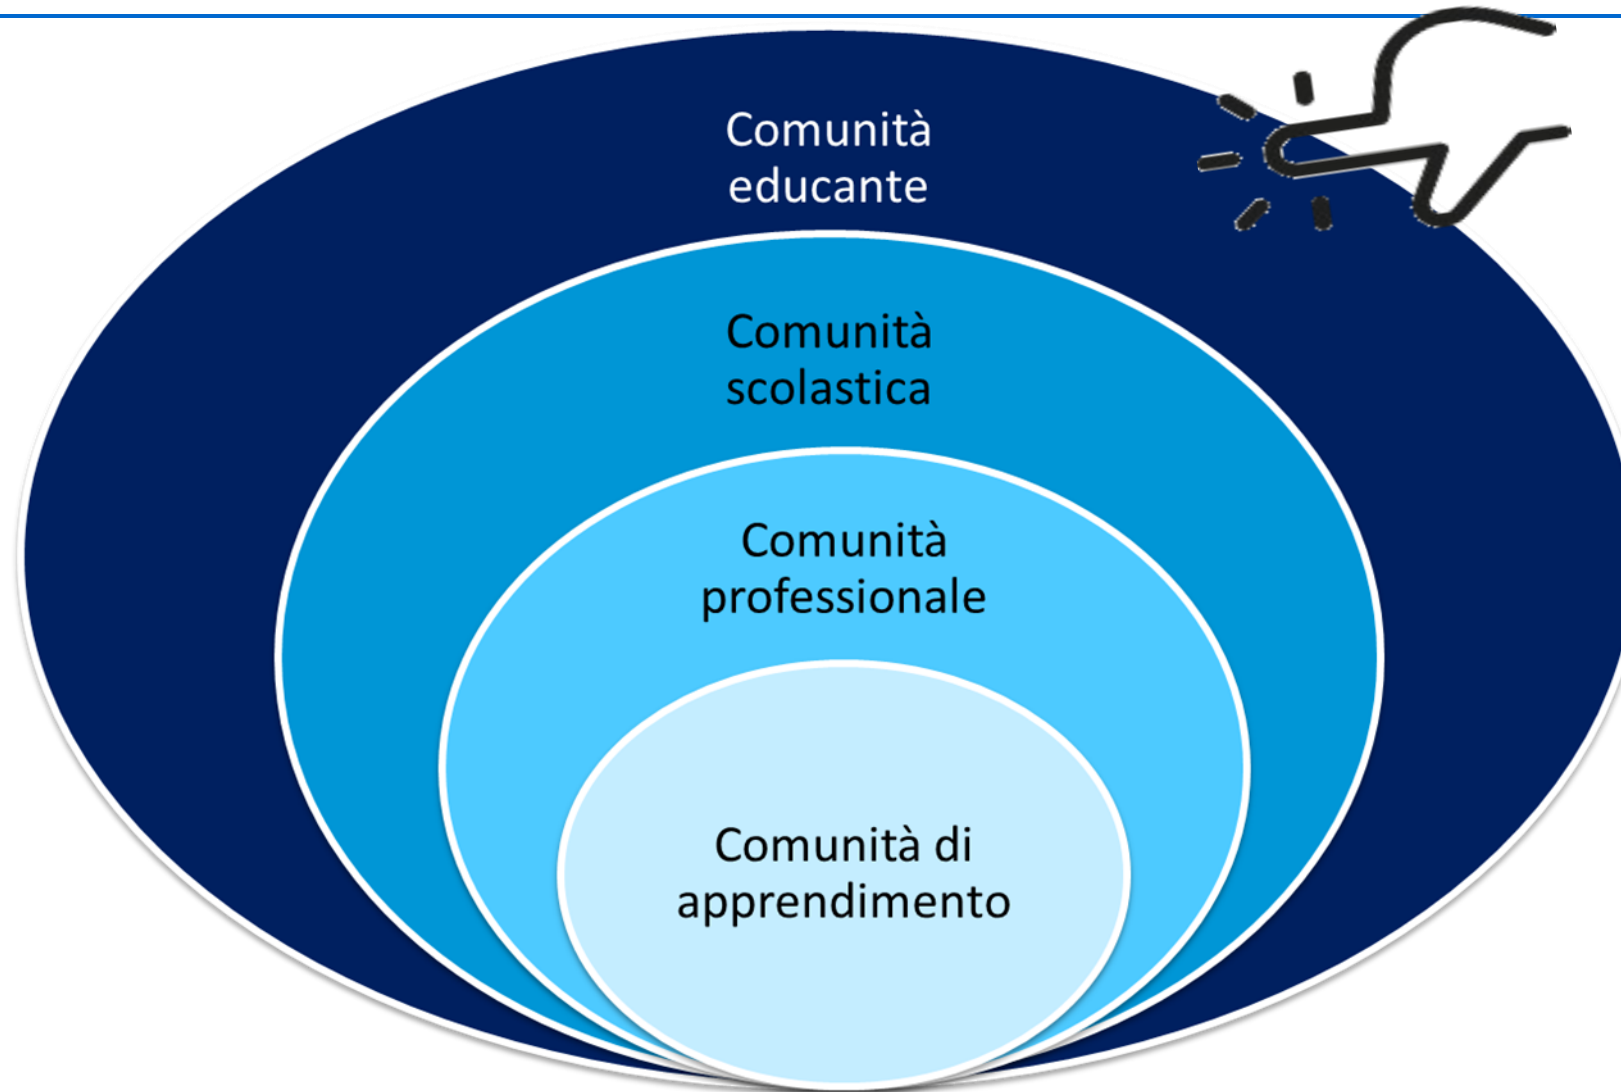 Comunità
educante
Comunità
scolastica
Comunità
professionale
Comunità di
apprendimento